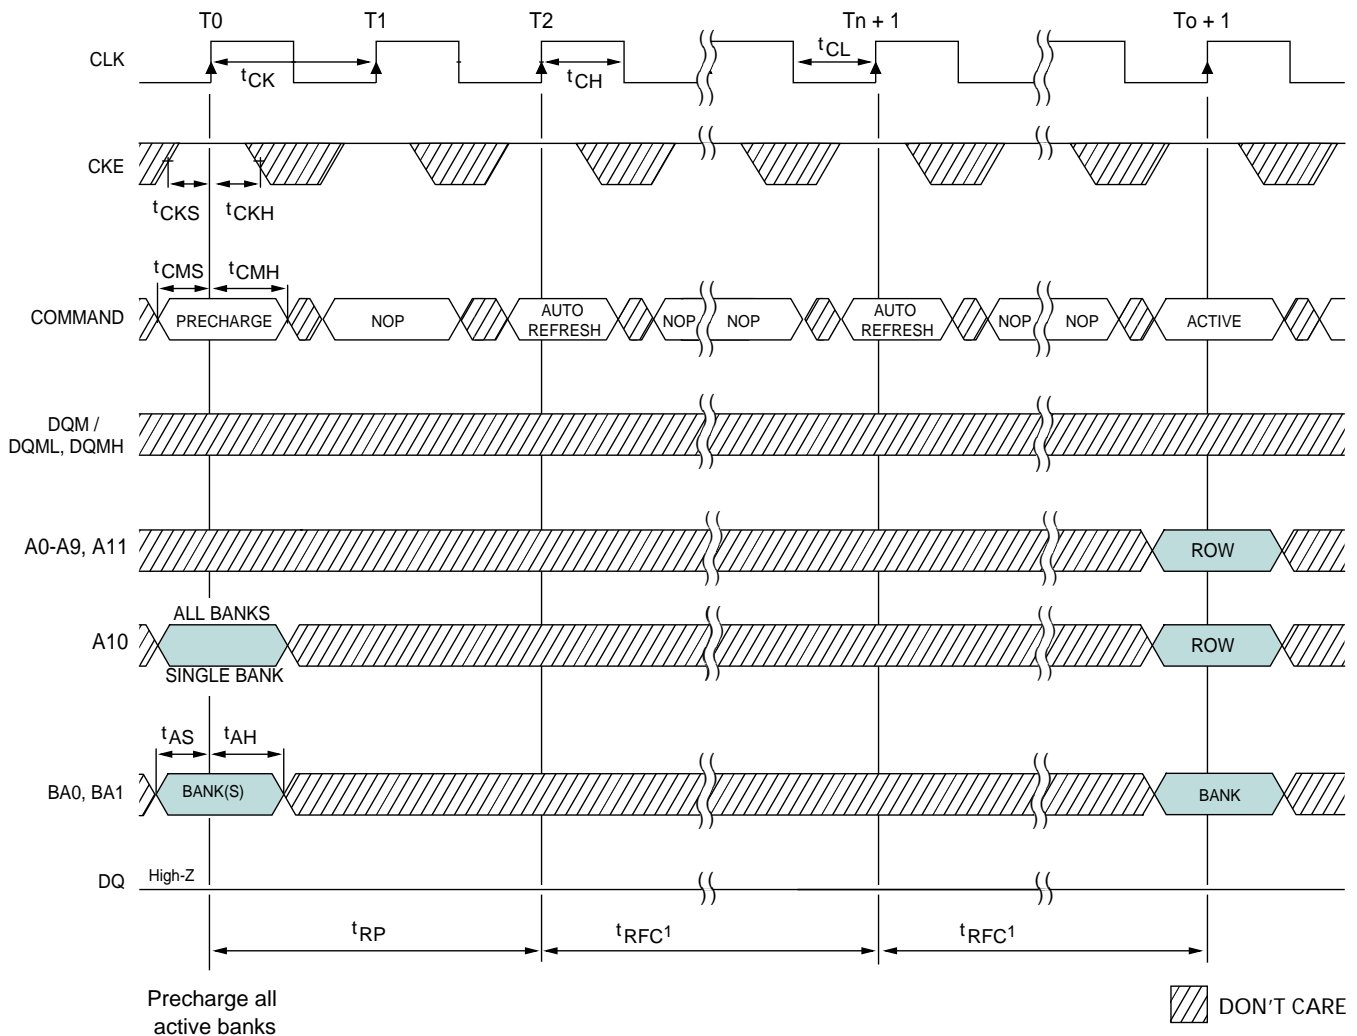 T0 T1 T2 Tn + 1 To + 1
CLK
tCK tCH tCL
CKE
tCKS tCKH
tCMS tCMH
COMMAND PRECHARGE NOP AUTO REFRESH NOP NOP AUTO REFRESH NOP NOP ACTIVE
DQM /
DQML, DQMH
A0-A9, A11 ROW
ALL BANKS
A10 ROW
SINGLE BANK
tAS tAH
BA0, BA1 BANK(S) BANK
DQ High-Z
tRP tRFC1 tRFC1
Precharge all
active banks
DON'T CARE